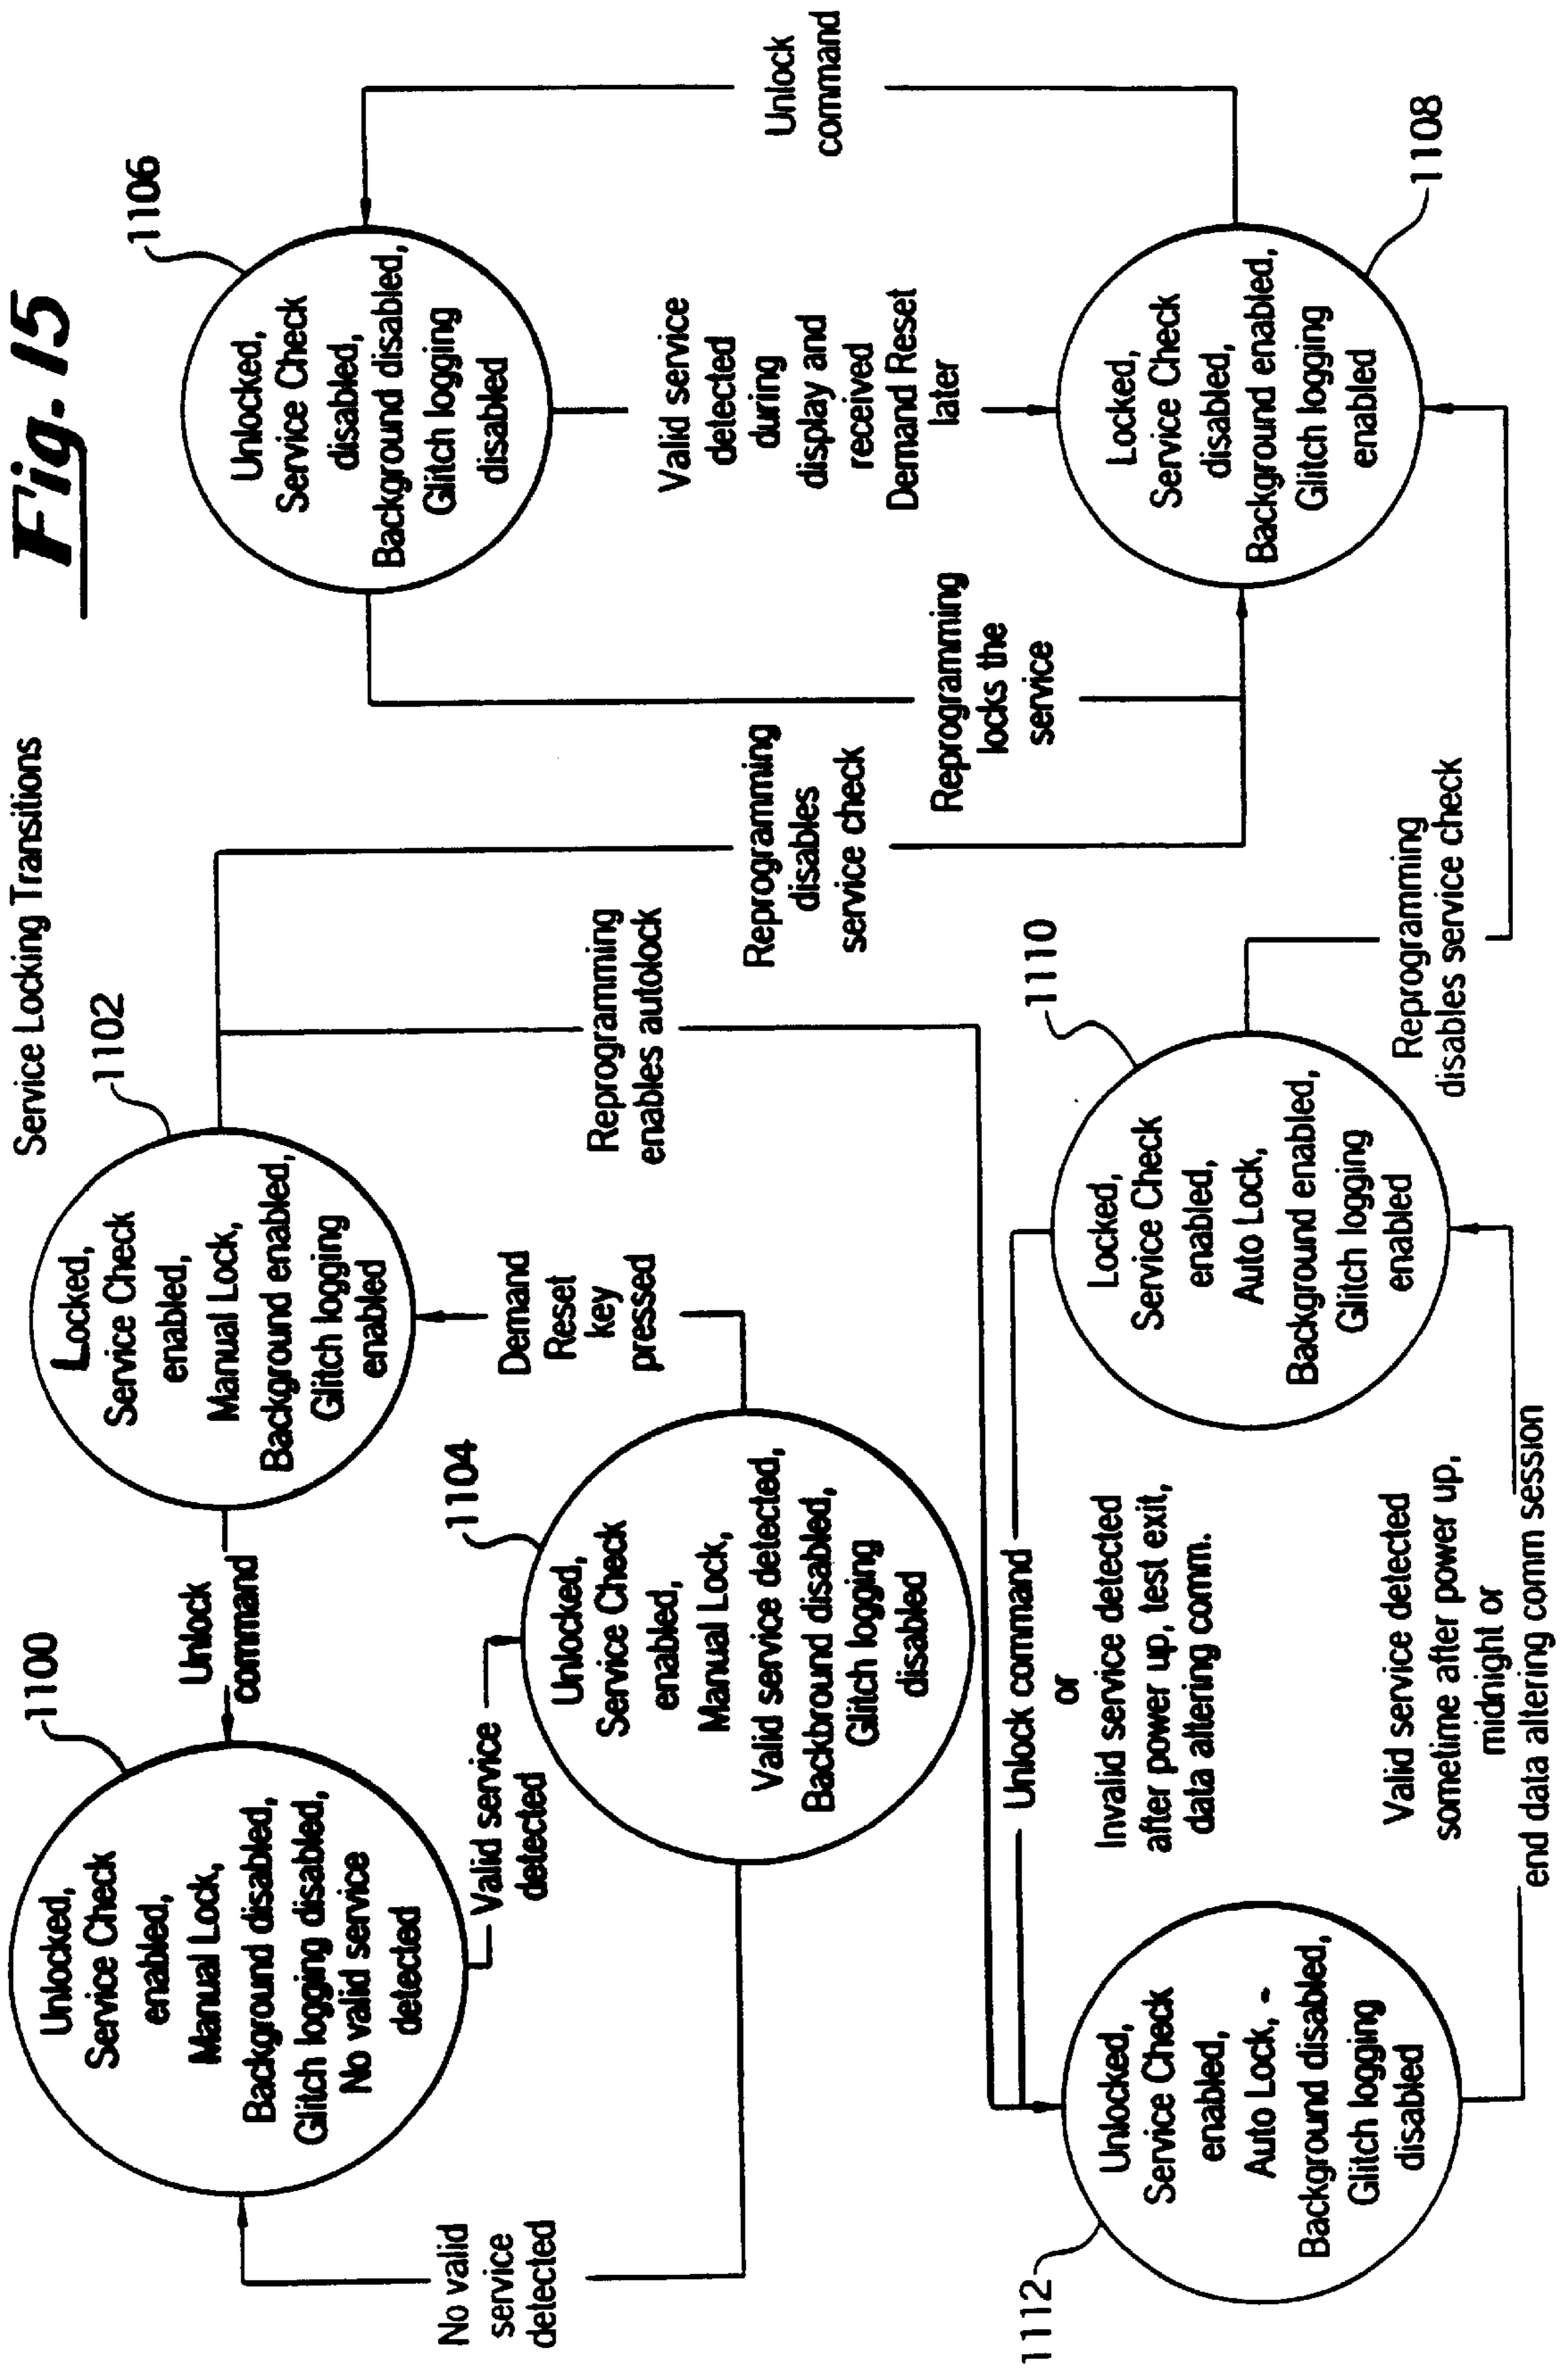 Fig. 15
Service Locking Transitions
1100
Unlocked,
Service Check
enabled,
Manual Lock,
Background disabled,
Glitch logging disabled,
No valid service
detected
Unlock
command
1102
Locked,
Service Check
enabled,
Manual Lock,
Background enabled,
Glitch logging
enabled
1106
Unlocked,
Service Check
disabled,
Background disabled,
Glitch logging
disabled
No valid
service
detected
Valid service
detected
1104
Unlocked,
Service Check
enabled,
Manual Lock,
Valid service detected,
Backbround disabled,
Glitch logging
disabled
Demand
Reset
key
pressed
Reprogramming
enables autolock
Reprogramming
disables
service check
Reprogramming
locks the
service
Valid service
detected
during
display and
received
Demand Reset
later
Unlock
command
1112
Unlocked,
Service Check
enabled,
Auto Lock, -
Background disabled,
Glitch logging
disabled
Unlock command
or
Invalid service detected
after power up, test exit,
data altering comm.
Valid service detected
sometime after power up,
midnight or
end data altering comm session
1110
Locked,
Service Check
enabled,
Auto Lock,
Background enabled,
Glitch logging
enabled
Reprogramming
disables service check
1108
Locked,
Service Check
disabled,
Background enabled,
Glitch logging
enabled